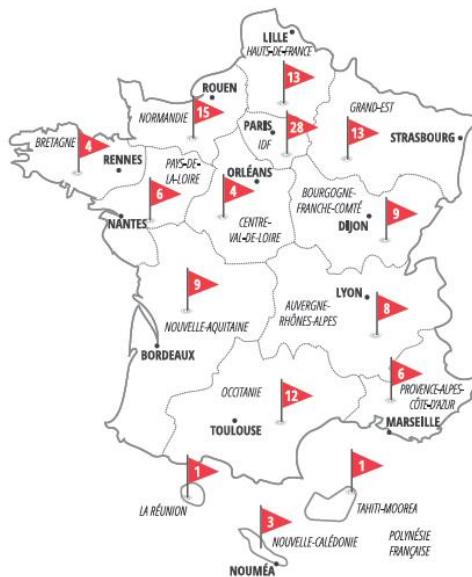 LILLE
HAUTS-DE-FRANCE
13
ROUEN
15
NORMANDIE
PARIS
IDF
28
GRAND-EST
13
STRASBOURG
BRETAGNE
4
RENNES
PAYS-DE-
LA-LOIRE
6
NANTES
ORLÉANS
4
CENTRE-
VAL-DE-LOIRE
BOURGOGNE-
FRANCHE-COMTÉ
9
DIJON
9
NOUVELLE-AQUITAINE
BORDEAUX
LYON
AUVERGNE-
RHÔNES-ALPES
8
6
PROVENCE-ALPES-
CÔTE-D'AZUR
MARSEILLE
OCCITANIE
12
TOULOUSE
1
LA RÉUNION
1
TAHITI-MOOREA
3
NOUVELLE-CALÉDONIE
NOUMÉA
POLYNÉSIE
FRANÇAISE